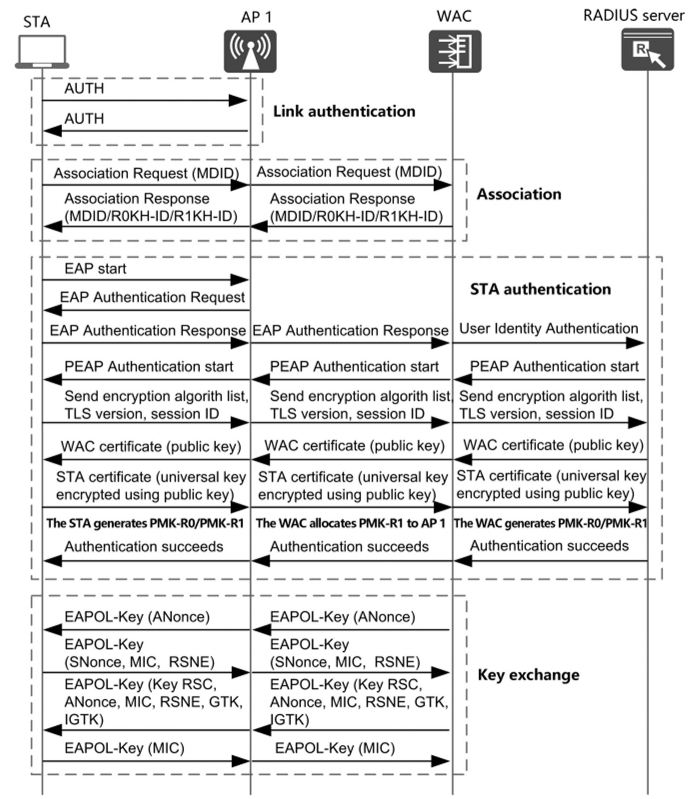 STA
AP 1
WAC
RADIUS server
R
AUTH
AUTH
Link authentication
Association Request (MDID)
Association Request (MDID)
Association Response
(MDID/R0KH-ID/R1KH-ID)
Association Response
(MDID/R0KH-ID/R1KH-ID)
Association
EAP start
STA authentication
EAP Authentication Request
EAP Authentication Response
EAP Authentication Response
User Identity Authentication
PEAP Authentication start
PEAP Authentication start
PEAP Authentication start
Send encryption algorith list,
TLS version, session ID
Send encryption algorith list,
TLS version, session ID
Send encryption algorith list,
TLS version, session ID
WAC certificate (public key)
WAC certificate (public key)
WAC certificate (public key)
STA certificate (universal key
encrypted using public key)
STA certificate (universal key
encrypted using public key)
STA certificate (universal key
encrypted using public key)
The STA generates PMK-R0/PMK-R1
The WAC allocates PMK-R1 to AP 1
The WAC generates PMK-R0/PMK-R1
Authentication succeeds
Authentication succeeds
Authentication succeeds
EAPOL-Key (ANonce)
EAPOL-Key (ANonce)
EAPOL-Key
(SNonce, MIC, RSNE)
EAPOL-Key
(SNonce, MIC, RSNE)
Key exchange
EAPOL-Key (Key RSC,
ANonce, MIC, RSNE, GTK,
IGTK)
EAPOL-Key (Key RSC,
ANonce, MIC, RSNE, GTK,
IGTK)
EAPOL-Key (MIC)
EAPOL-Key (MIC)